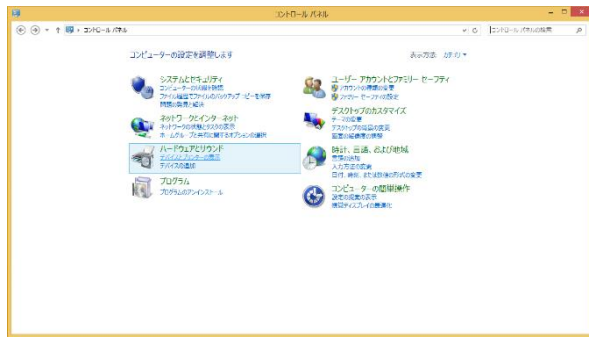 コントロール パネル
コントロール パネル
コントロール パネルの検索
コンピューターの設定を調整します
表示方法: カテゴリ
システムとセキュリティ
コンピューターの状態を確認
ファイル履歴でファイルのバックアップ コピーを保存
問題の発見と解決
ネットワークとインターネット
ネットワークの状態とタスクの表示
ホームグループと共有に関するオプションの選択
ハードウェアとサウンド
デバイスとプリンターの表示
デバイスの追加
プログラム
プログラムのアンインストール
ユーザー アカウントとファミリー セーフティ
アカウントの種類の変更
ファミリー セーフティの設定
デスクトップのカスタマイズ
テーマの変更
デスクトップの背景の変更
画面の解像度の調整
時計、言語、および地域
言語の追加
入力方法の変更
日付、時刻、または数値の形式の変更
コンピューターの簡単操作
設定の提案の表示
視覚ディスプレイの最適化